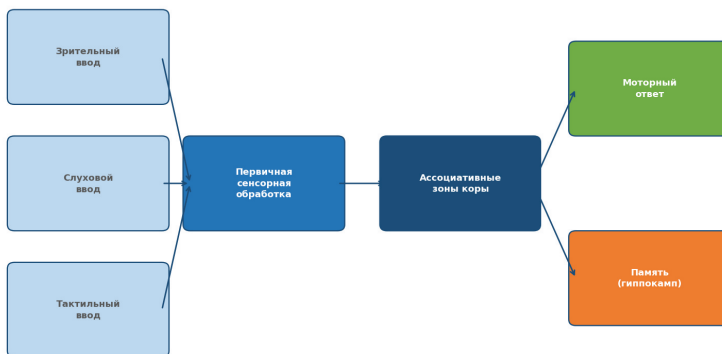 Зрительный
ввод
Слуховой
ввод
Тактильный
ввод
Первичная
сенсорная
обработка
Ассоциативные
зоны коры
Моторный
ответ
Память
(гиппокамп)